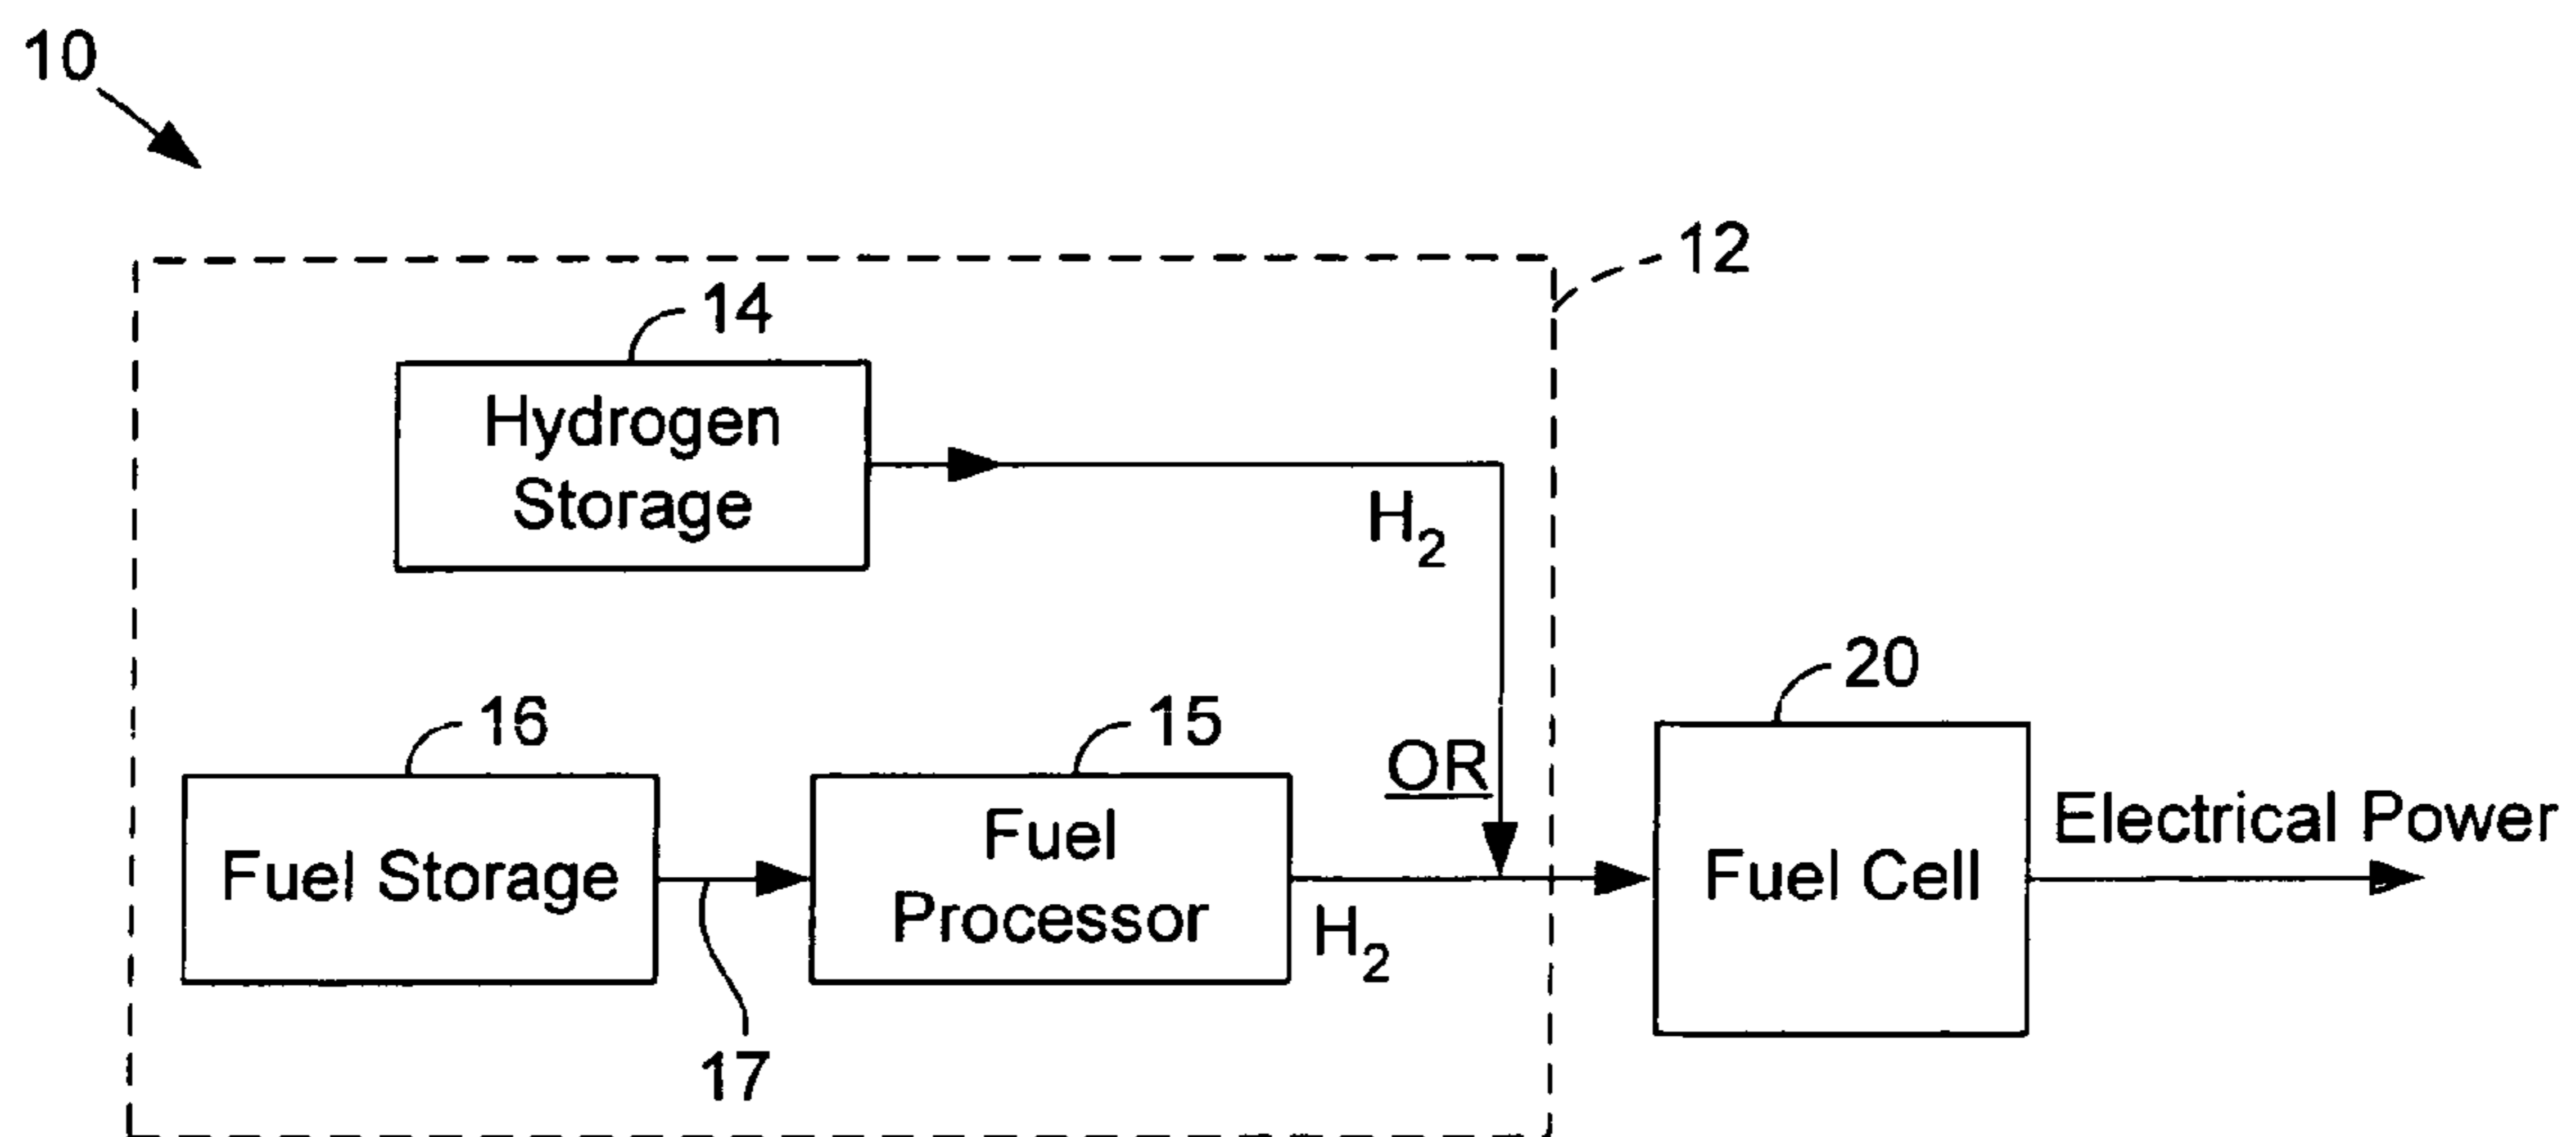 10
12
14
Hydrogen
Storage
H₂
20
16
15
OR
Fuel Storage
Fuel
Processor
H₂
Fuel Cell
Electrical Power
17